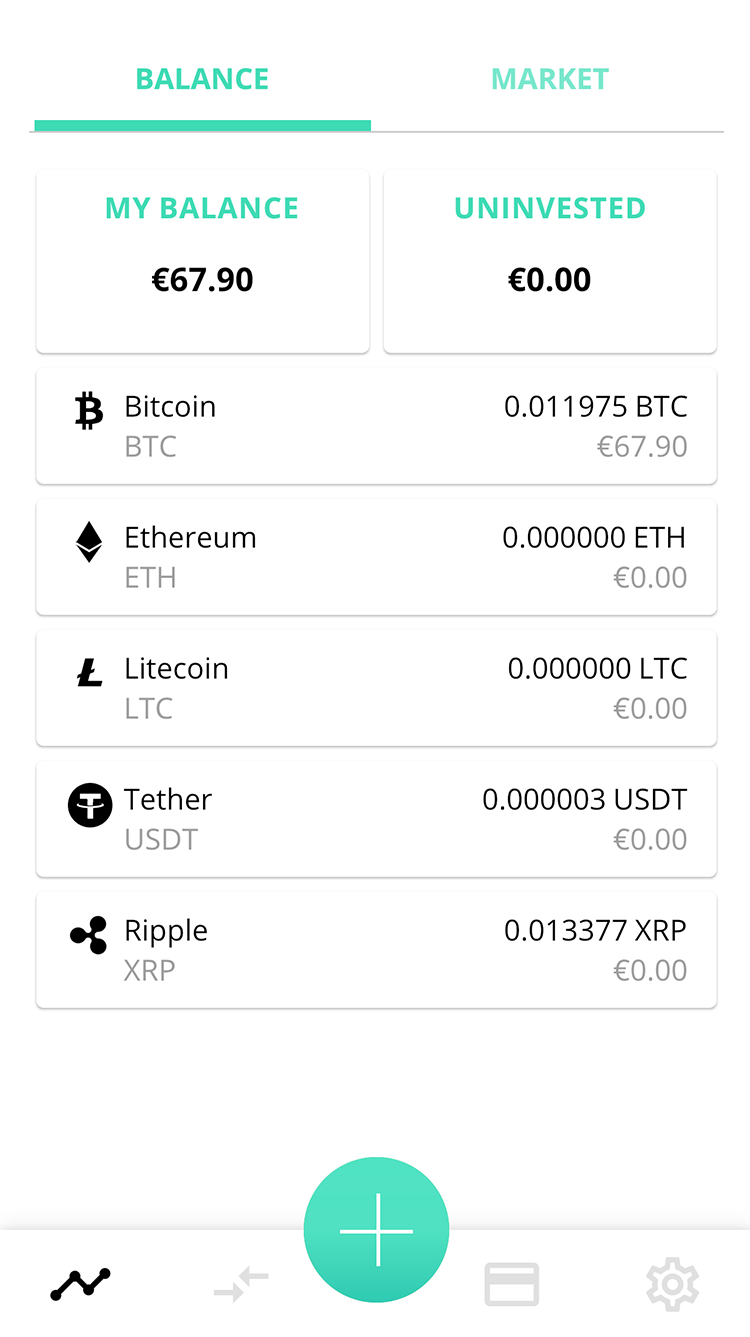 BALANCE MARKET
MY BALANCE UNINVESTED
€67.90 €0.00
Bitcoin 0.011975 BTC
BTC €67.90
Ethereum 0.000000 ETH
ETH €0.00
Litecoin 0.000000 LTC
LTC €0.00
Tether 0.000003 USDT
USDT €0.00
Ripple 0.013377 XRP
XRP €0.00